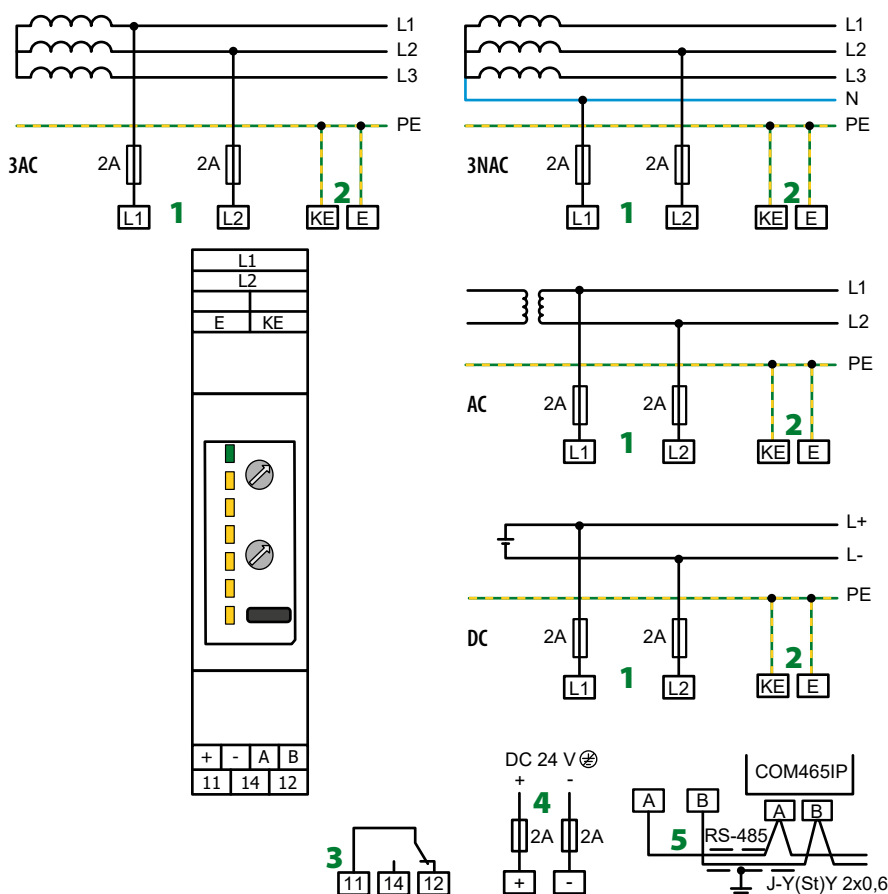 L1
L2
L3
PE
3AC
2A
2A
1
2
L1
L2
KE
E
L1
L2
L3
N
PE
3NAC
2A
2A
1
2
L1
L2
KE
E
L1
L2
E KE
+ - A B
11 14 12
L1
L2
PE
AC
2A
2A
1
2
L1
L2
KE
E
L+
L-
PE
DC
2A
2A
1
2
L1
L2
KE
E
3
11 14 12
DC 24 V
+ -
4
2A 2A
+ -
COM465IP
A B
A B
5
RS-485
J-Y(St)Y 2x0,6